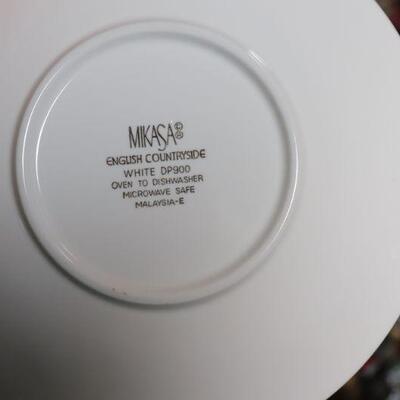 MIKASA©®
ENGLISH COUNTRYSIDE
WHITE DP900
OVEN TO DISHWASHER
MICROWAVE SAFE
MALAYSIA-E